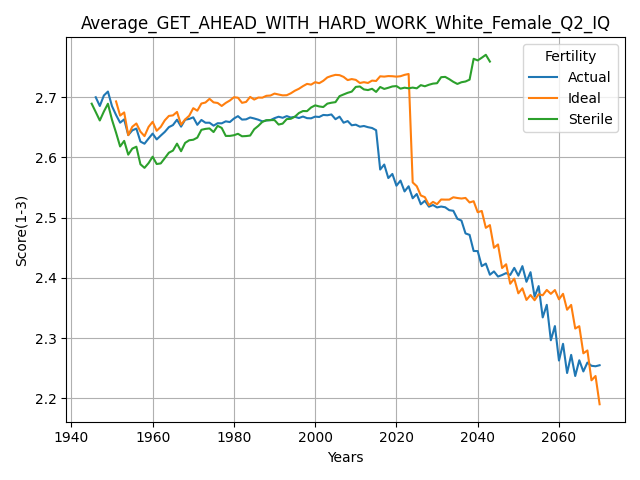 Average_GET_AHEAD_WITH_HARD_WORK_White_Female_Q2_IQ
Fertility
Actual
Ideal
Sterile
Score(1-3)
2.7
2.6
2.5
2.4
2.3
2.2
1940
1960
1980
2000
2020
2040
2060
Years